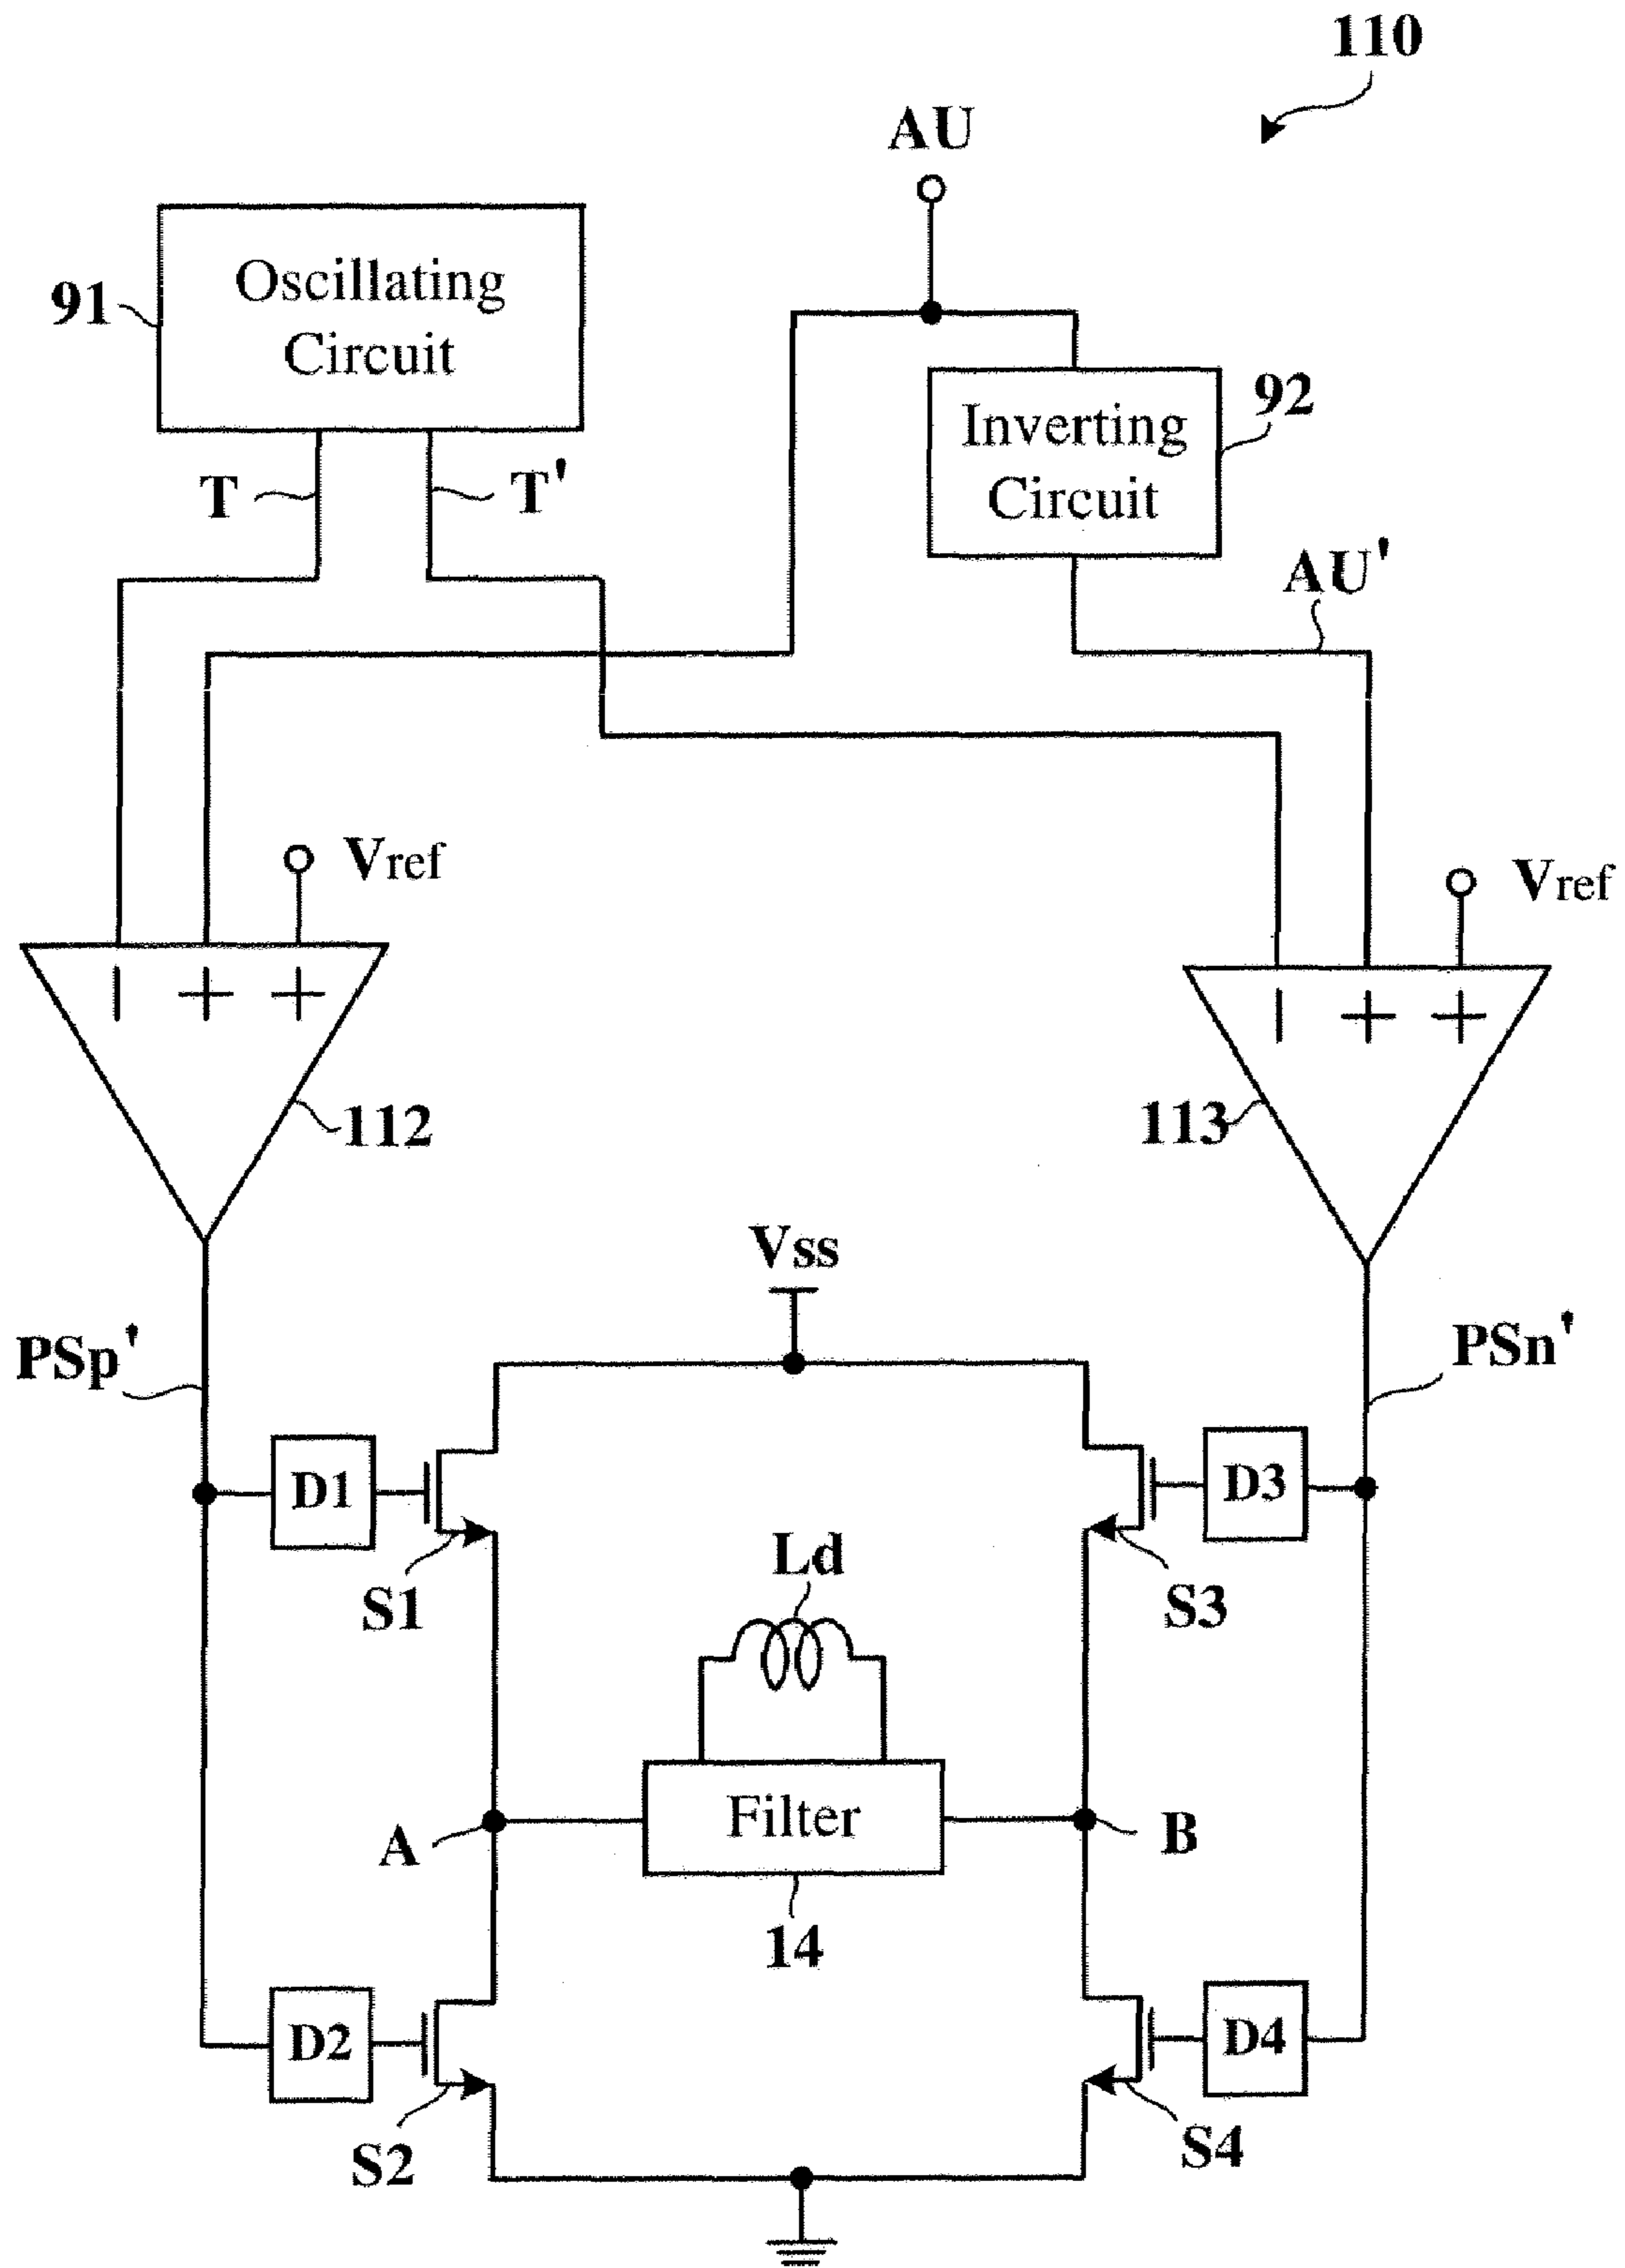 110
AU
Oscillating
Circuit
91
Inverting
Circuit
92
T
T'
AU'
Vref
Vref
112
113
Vss
PSp'
PSn'
D1
D3
S1
Ld
S3
A
Filter
B
14
D2
D4
S2
S4